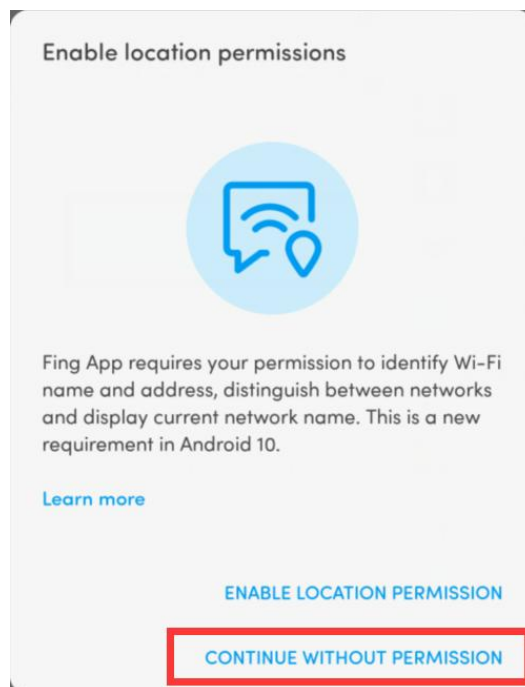 Enable location permissions
Fing App requires your permission to identify Wi-Fi
name and address, distinguish between networks
and display current network name. This is a new
requirement in Android 10.
Learn more
ENABLE LOCATION PERMISSION
CONTINUE WITHOUT PERMISSION